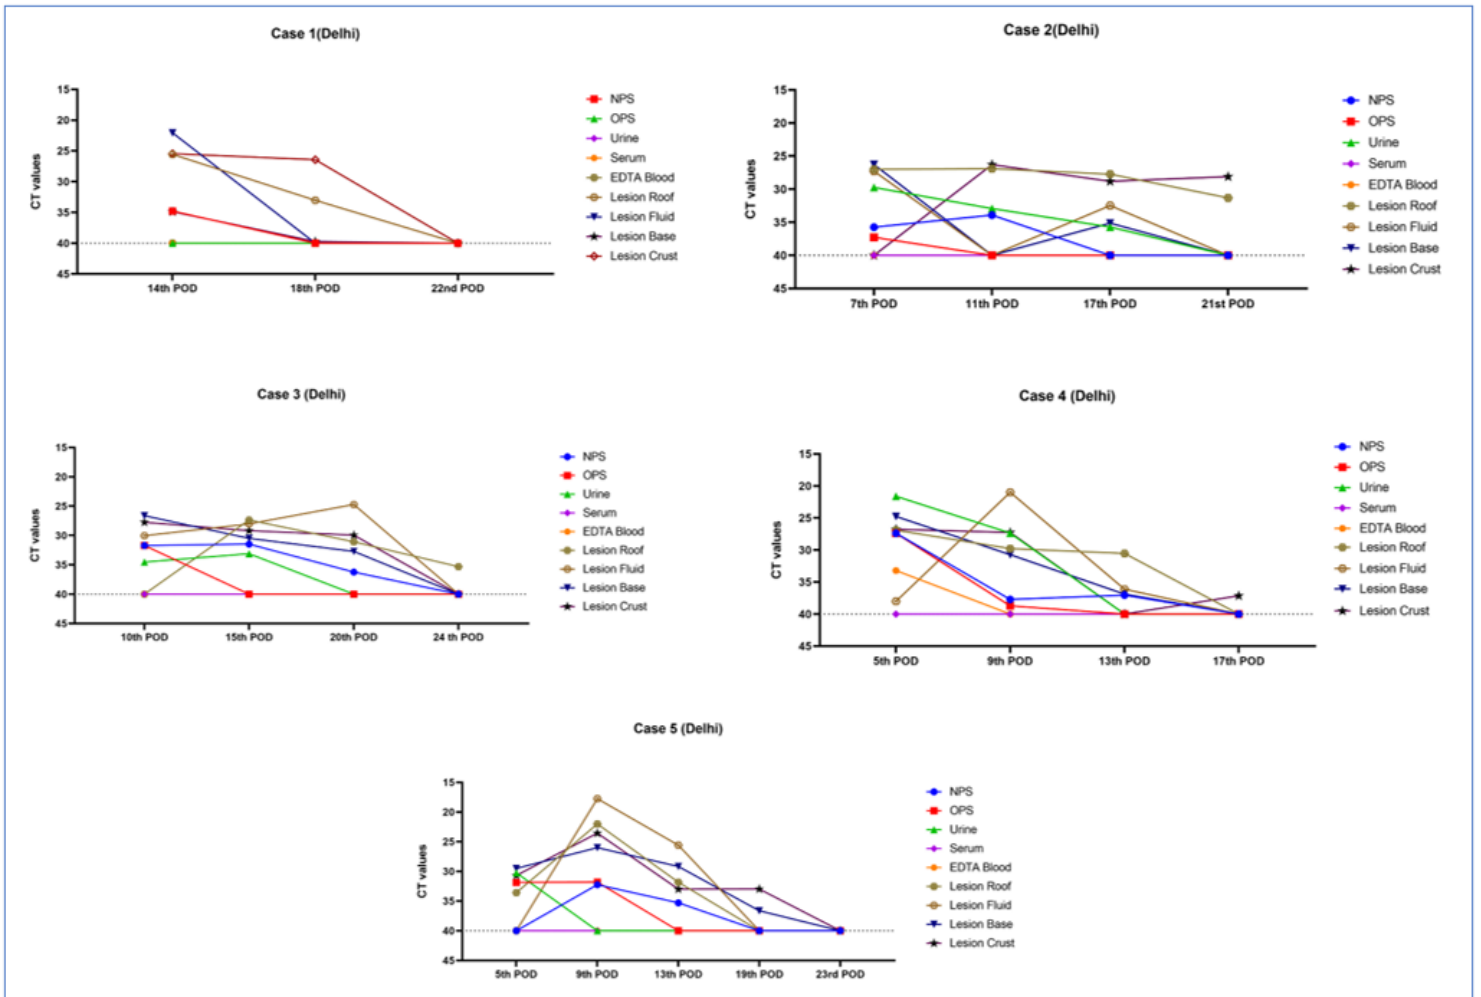 Case 1(Delhi)
CT values
15
20
25
30
35
40
45
14th POD
18th POD
22nd POD
NPS
OPS
Urine
Serum
EDTA Blood
Lesion Roof
Lesion Fluid
Lesion Base
Lesion Crust
Case 2(Delhi)
CT values
15
20
25
30
35
40
45
7th POD
11th POD
17th POD
21st POD
NPS
OPS
Urine
Serum
EDTA Blood
Lesion Roof
Lesion Fluid
Lesion Base
Lesion Crust
Case 3 (Delhi)
CT values
15
20
25
30
35
40
45
10th POD
15th POD
20th POD
24 th POD
NPS
OPS
Urine
Serum
EDTA Blood
Lesion Roof
Lesion Fluid
Lesion Base
Lesion Crust
Case 4 (Delhi)
CT values
15
20
25
30
35
40
45
5th POD
9th POD
13th POD
17th POD
NPS
OPS
Urine
Serum
EDTA Blood
Lesion Roof
Lesion Fluid
Lesion Base
Lesion Crust
Case 5 (Delhi)
CT values
15
20
25
30
35
40
45
5th POD
9th POD
13th POD
19th POD
23rd POD
NPS
OPS
Urine
Serum
EDTA Blood
Lesion Roof
Lesion Fluid
Lesion Base
Lesion Crust